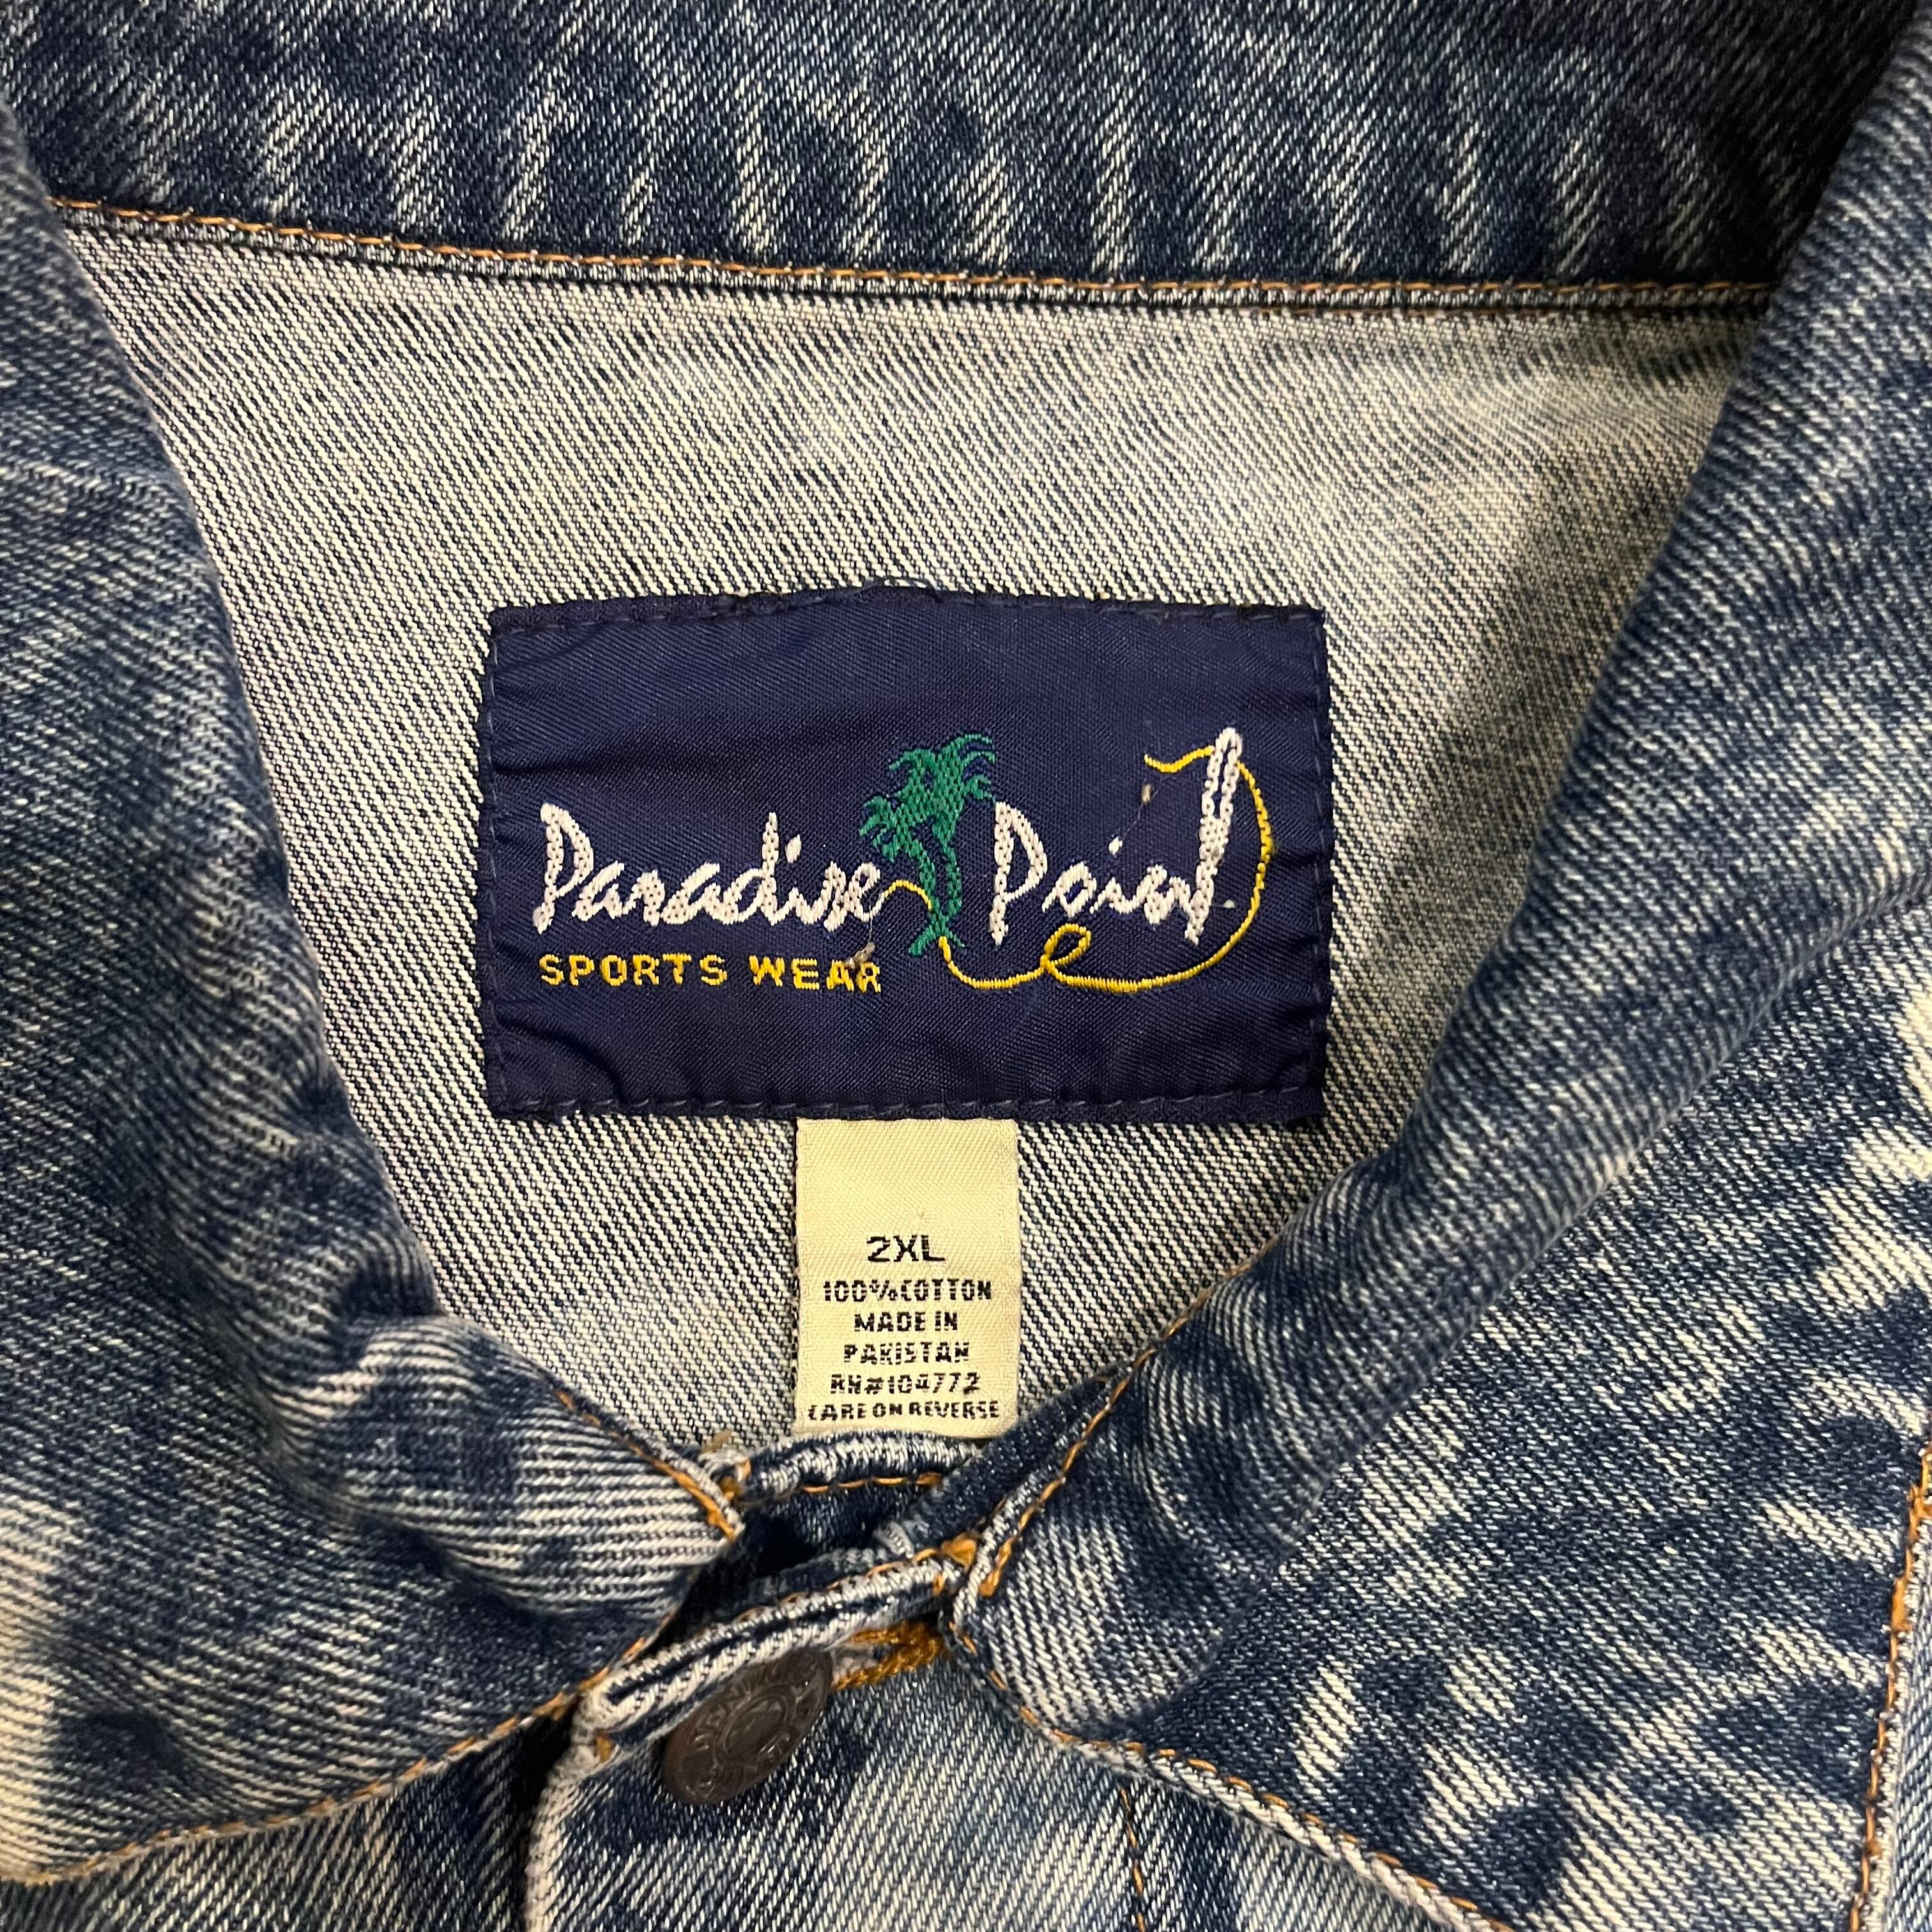 Paradise Point
SPORTS WEAR
2XL
100%COTTON
MADE IN
PAKISTAN
RN#104772
CARE ON REVERSE